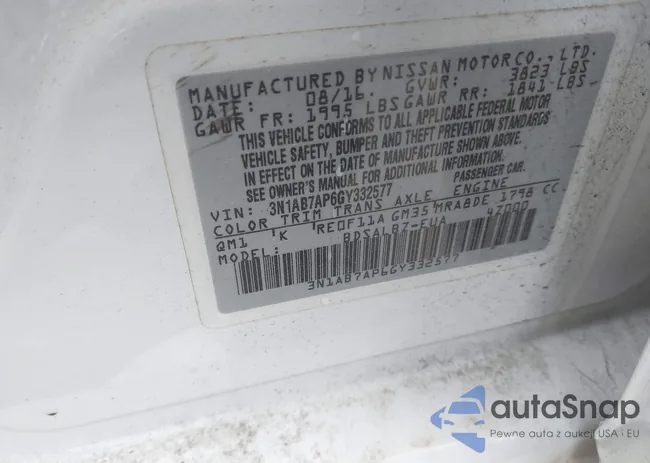 MANUFACTURED BY NISSAN MOTOR CO., LTD.
DATE: 08/16. GVWR: 3823 LBS
GAWR FR: 1995 LBS GAWR RR: 1841 LBS
THIS VEHICLE CONFORMS TO ALL APPLICABLE FEDERAL MOTOR
VEHICLE SAFETY, BUMPER AND THEFT PREVENTION STANDARDS
IN EFFECT ON THE DATE OF MANUFACTURE SHOWN ABOVE.
SEE OWNER'S MANUAL FOR ADDITIONAL INFORMATION.
VIN: 3N1AB7AP6GY332577 PASSENGER CAR.
COLOR TRIM TRANS AXLE ENGINE
QM1 K RE0F11A GM35 MRA8DE 1798 CC
MODEL: BDSALB7-EUA 4Z000
3N1AB7AP6GY332577
autoSnap
Pewne auta z aukcji USA i EU